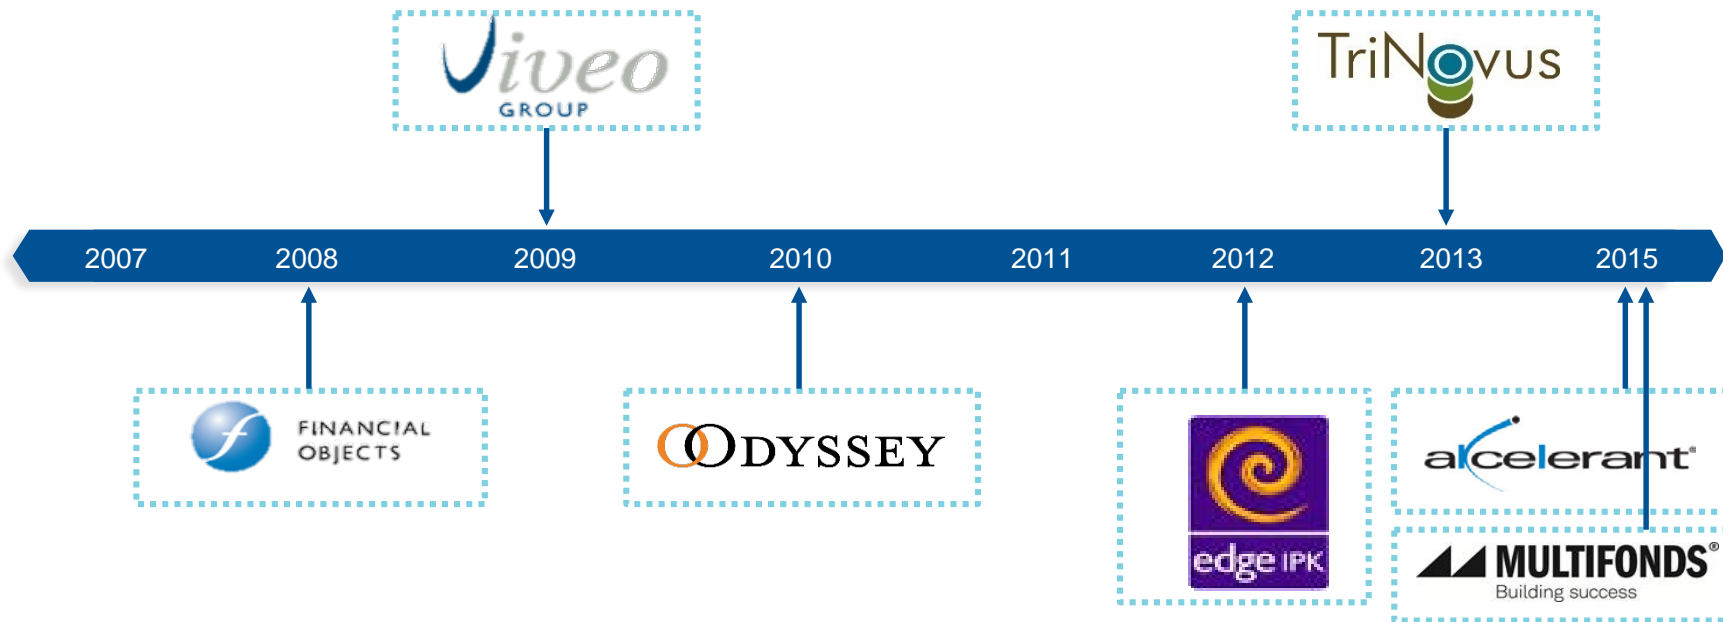 Viveo
GROUP
TriNovus
2007 2008 2009 2010 2011 2012 2013 2015
FINANCIAL
OBJECTS
ODYSSEY
edge IPK
akcelerant®
MULTIFONDS®
Building success